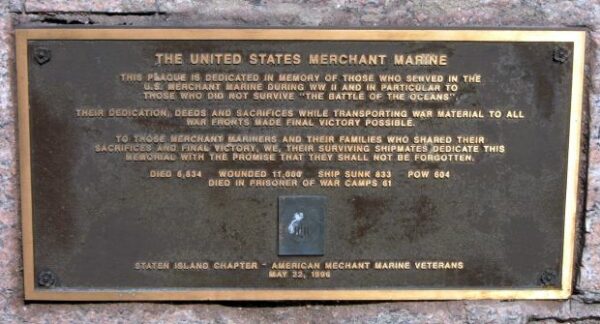 THE UNITED STATES MERCHANT MARINE
THIS PLAQUE IS DEDICATED IN MEMORY OF THOSE WHO SERVED IN THE
U.S. MERCHANT MARINE DURING WW II AND IN PARTICULAR TO
THOSE WHO DID NOT SURVIVE "THE BATTLE OF THE OCEANS".
THEIR DEDICATION, DEEDS AND SACRIFICES WHILE TRANSPORTING WAR MATERIAL TO ALL
WAR FRONTS MADE FINAL VICTORY POSSIBLE.
TO THOSE MERCHANT MARINERS AND THEIR FAMILIES WHO SHARED THEIR
SACRIFICES AND FINAL VICTORY, WE, THEIR SURVIVING SHIPMATES DEDICATE THIS
MEMORIAL WITH THE PROMISE THAT THEY SHALL NOT BE FORGOTTEN.
DIED 6,834 WOUNDED 11,000 SHIP SUNK 833 POW 604
DIED IN PRISONER OF WAR CAMPS 61
STATEN ISLAND CHAPTER - AMERICAN MECHANT MARINE VETERANS
MAY 22,